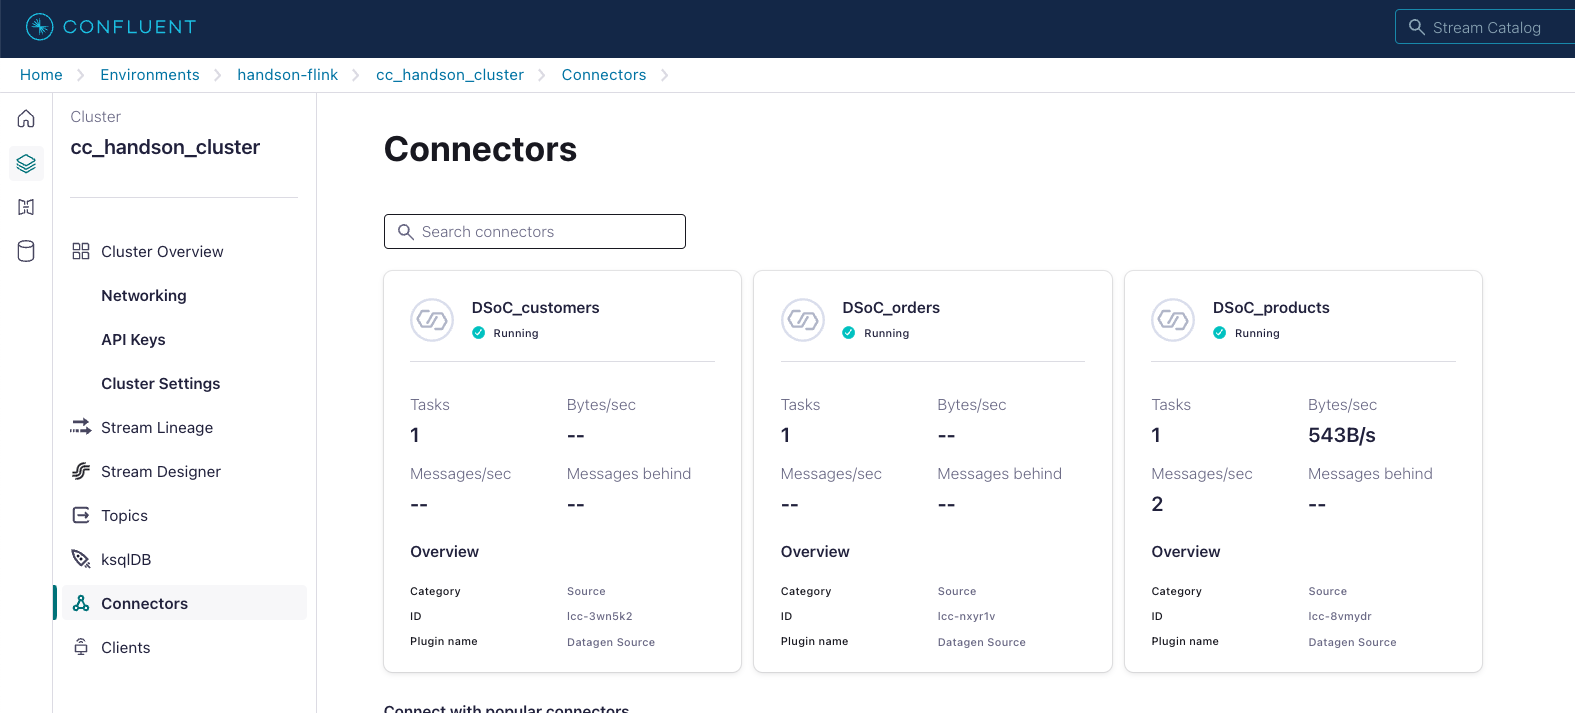 CONFLUENT
Stream Catalog
Home Environments handson-flink cc_handson_cluster Connectors
Cluster
cc_handson_cluster
Cluster Overview
Networking
API Keys
Cluster Settings
Stream Lineage
Stream Designer
Topics
ksqlDB
Connectors
Clients
Connectors
Search connectors
DSoC_customers
Running
Tasks Bytes/sec
1 --
Messages/sec Messages behind
-- --
Overview
Category Source
ID lcc-3wn5k2
Plugin name Datagen Source
DSoC_orders
Running
Tasks Bytes/sec
1 --
Messages/sec Messages behind
-- --
Overview
Category Source
ID lcc-nxyr1v
Plugin name Datagen Source
DSoC_products
Running
Tasks Bytes/sec
1 543B/s
Messages/sec Messages behind
2 --
Overview
Category Source
ID lcc-8vmydr
Plugin name Datagen Source
Connect with popular connectors